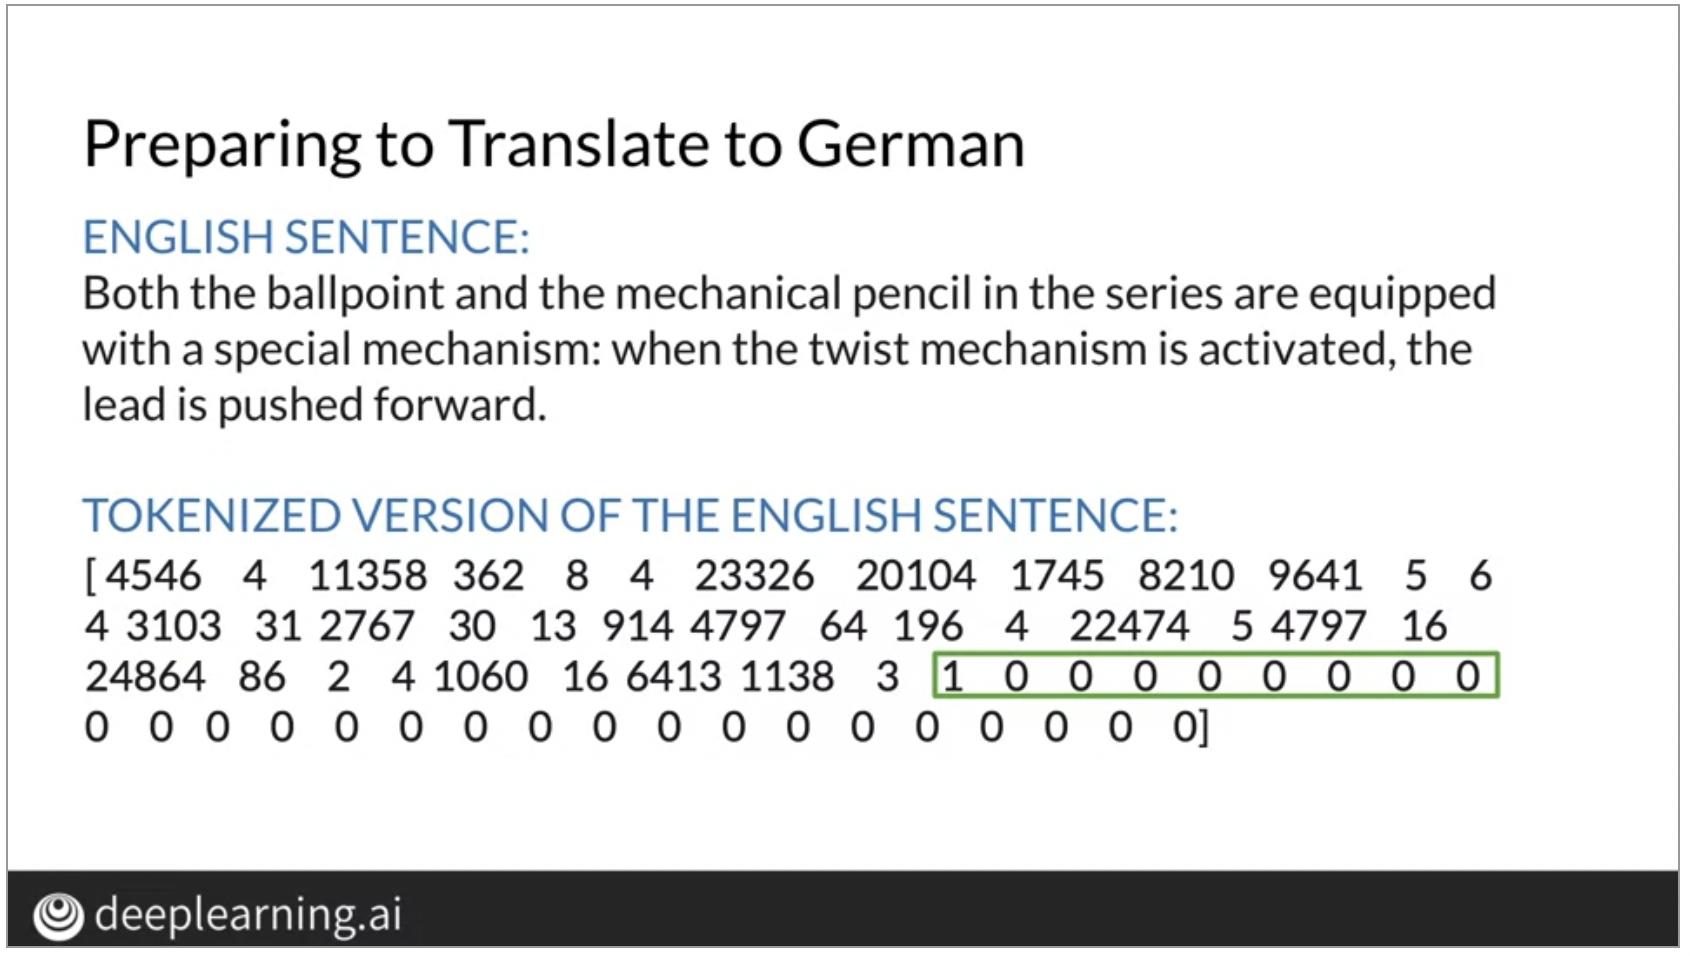 Preparing to Translate to German
ENGLISH SENTENCE:
Both the ballpoint and the mechanical pencil in the series are equipped
with a special mechanism: when the twist mechanism is activated, the
lead is pushed forward.
TOKENIZED VERSION OF THE ENGLISH SENTENCE:
[ 4546 4 11358 362 8 4 23326 20104 1745 8210 9641 5 6
4 3103 31 2767 30 13 914 4797 64 196 4 22474 5 4797 16
24864 86 2 4 1060 16 6413 1138 3 1 0 0 0 0 0 0 0 0
0 0 0 0 0 0 0 0 0 0 0 0 0 0 0 0 0 0]
deeplearning.ai